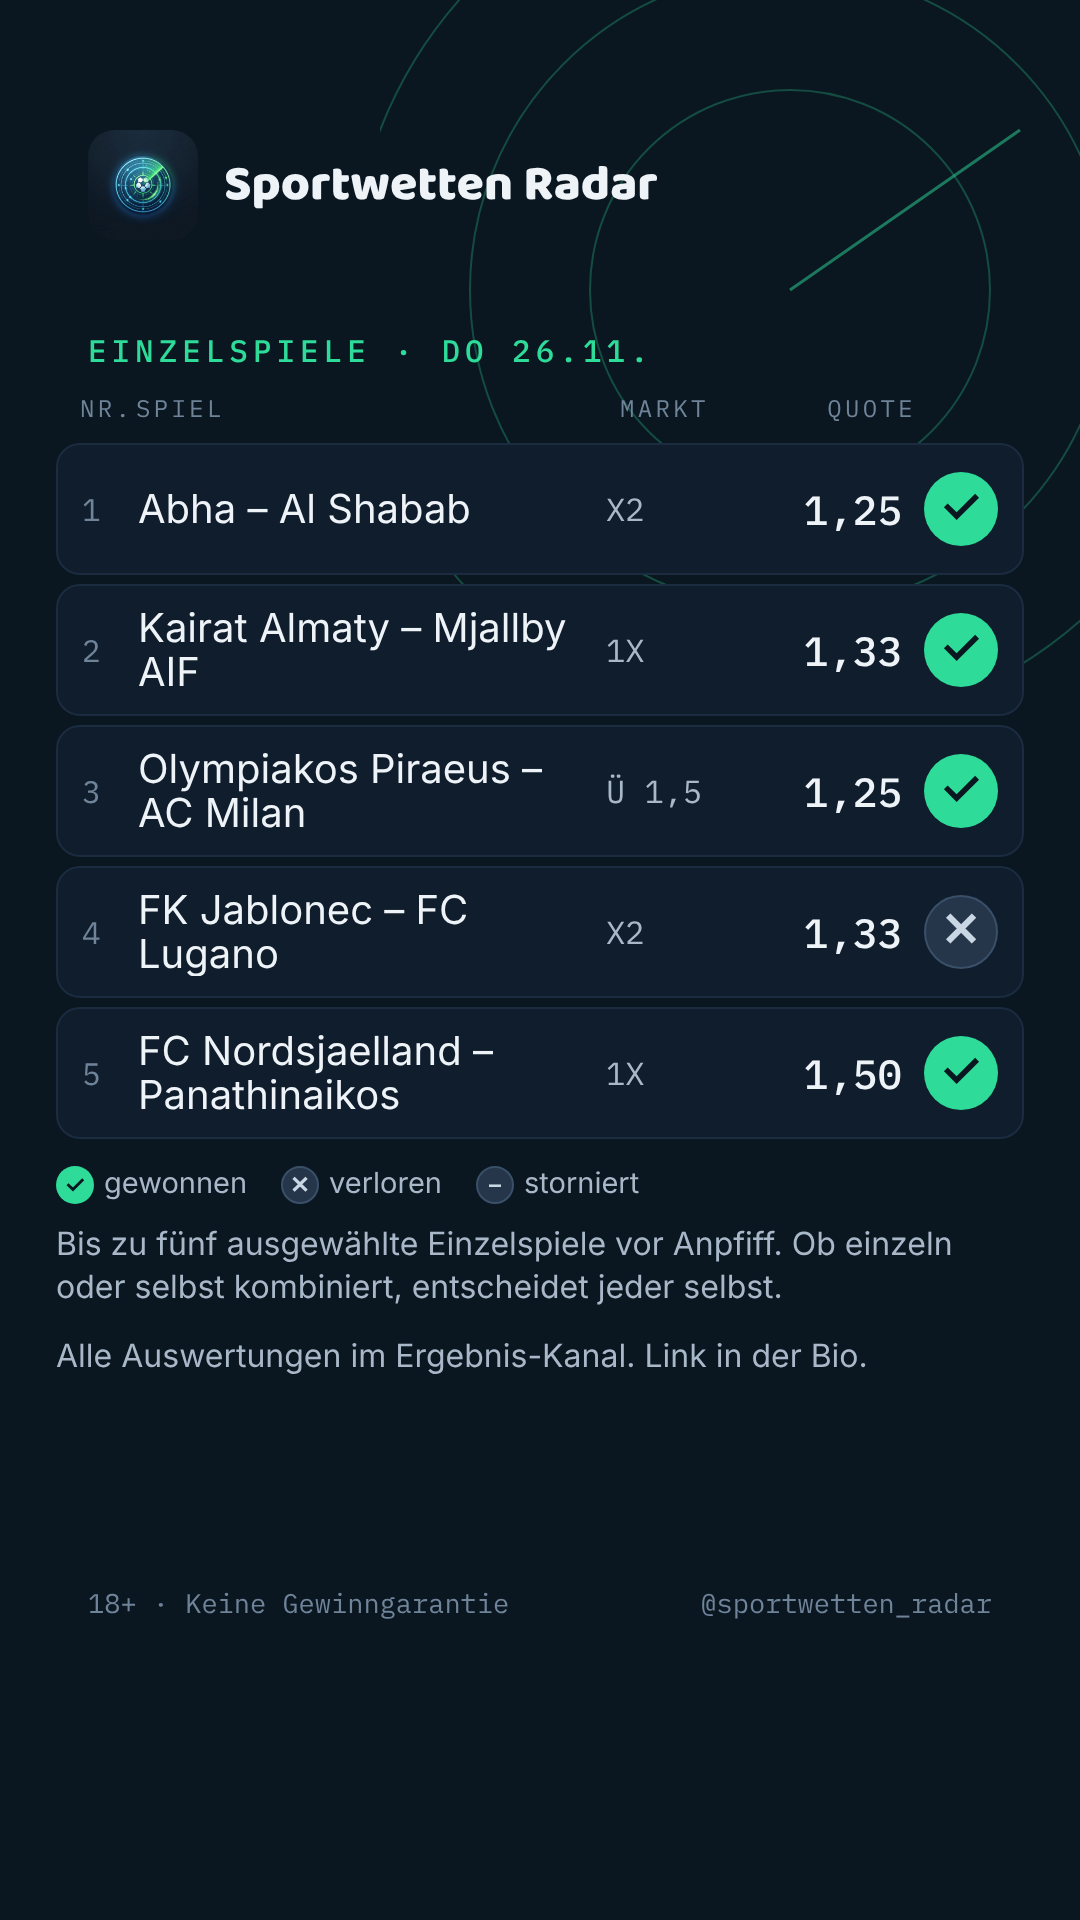 Sportwetten Radar
EINZELSPIELE · DO 26.11.
NR. SPIEL MARKT QUOTE
1 Abha – Al Shabab X2 1,25
2 Kairat Almaty – Mjallby AIF 1X 1,33
3 Olympiakos Piraeus – AC Milan Ü 1,5 1,25
4 FK Jablonec – FC Lugano X2 1,33
5 FC Nordsjaelland – Panathinaikos 1X 1,50
gewonnen verloren storniert
Bis zu fünf ausgewählte Einzelspiele vor Anpfiff. Ob einzeln
oder selbst kombiniert, entscheidet jeder selbst.
Alle Auswertungen im Ergebnis-Kanal. Link in der Bio.
18+ · Keine Gewinngarantie @sportwetten_radar